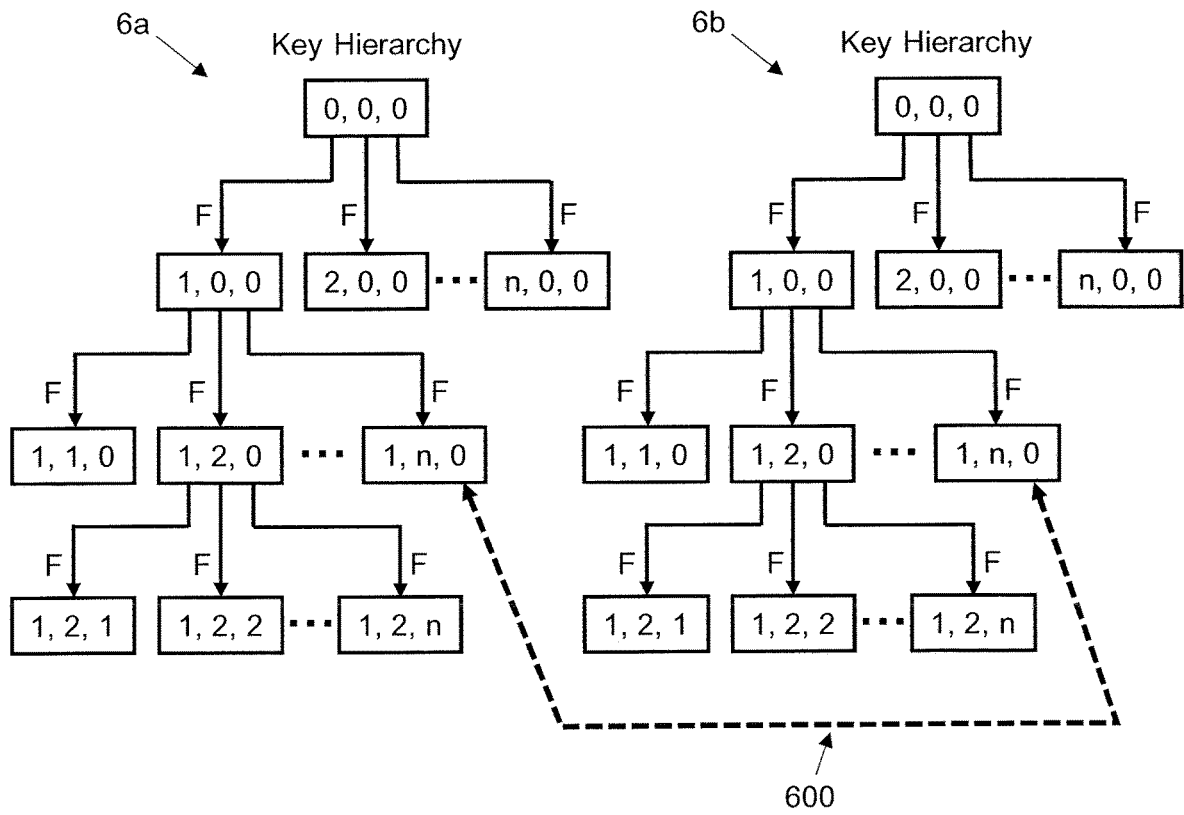 6a 6b
Key Hierarchy Key Hierarchy
0, 0, 0 0, 0, 0
F F F F F F
1, 0, 0 2, 0, 0 ··· n, 0, 0 1, 0, 0 2, 0, 0 ··· n, 0, 0
F F F F F F
1, 1, 0 1, 2, 0 ··· 1, n, 0 1, 1, 0 1, 2, 0 ··· 1, n, 0
F F F F F F
1, 2, 1 1, 2, 2 ··· 1, 2, n 1, 2, 1 1, 2, 2 ··· 1, 2, n
600